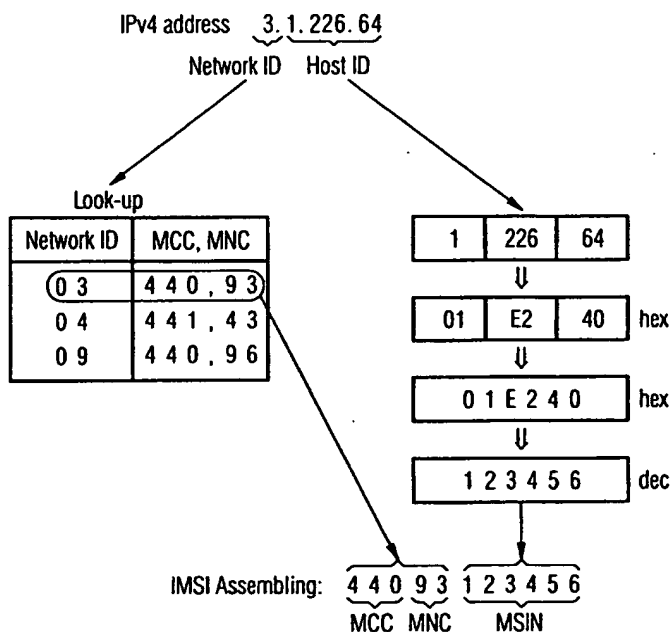 IPv4 address 3.1.226.64
Network ID Host ID
Look-up
Network ID MCC, MNC
0 3 4 4 0 , 9 3
0 4 4 4 1 , 4 3
0 9 4 4 0 , 9 6
1 226 64
⇓
01 E2 40 hex
⇓
0 1 E 2 4 0 hex
⇓
1 2 3 4 5 6 dec
IMSI Assembling: 4 4 0 9 3 1 2 3 4 5 6
MCC MNC MSIN